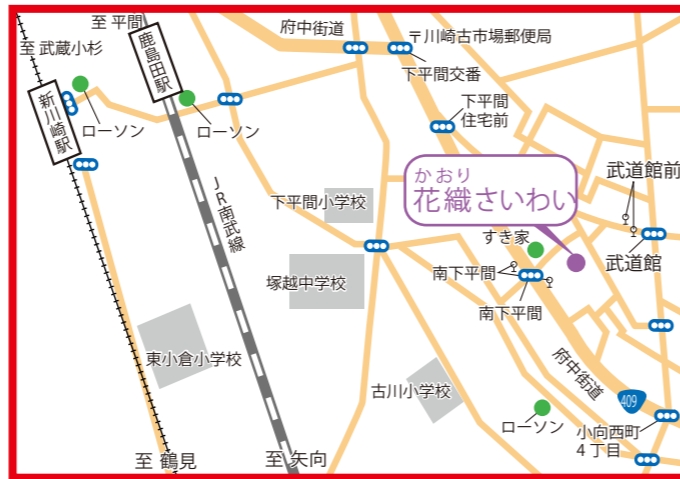 至 平間
府中街道
〒川崎古市場郵便局
至 武蔵小杉
鹿島田駅
下平間交番
新川崎駅
ローソン
ローソン
下平間
住宅前
JR南武線
下平間小学校
かおり
花織さいわい
武道館前
すき家
武道館
塚越中学校
南下平間
南下平間
東小倉小学校
古川小学校
府中街道
409
ローソン
小向西町
4丁目
至 鶴見
至 矢向